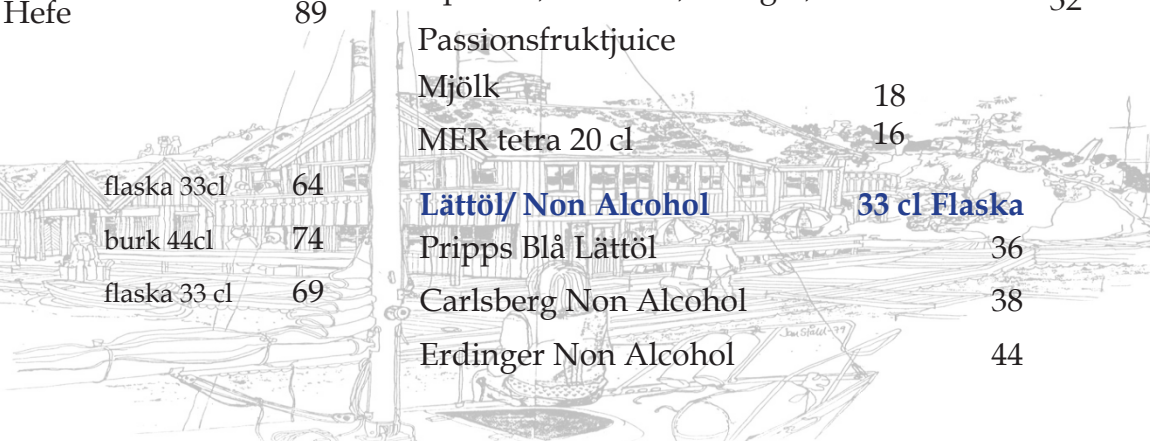 Hefe 89
flaska 33cl 64
burk 44cl 74
flaska 33 cl 69
Passionsfruktjuice
Mjölk 18
MER tetra 20 cl 16
Lättöl/ Non Alcohol 33 cl Flaska
Pripps Blå Lättöl 36
Carlsberg Non Alcohol 38
Erdinger Non Alcohol 44